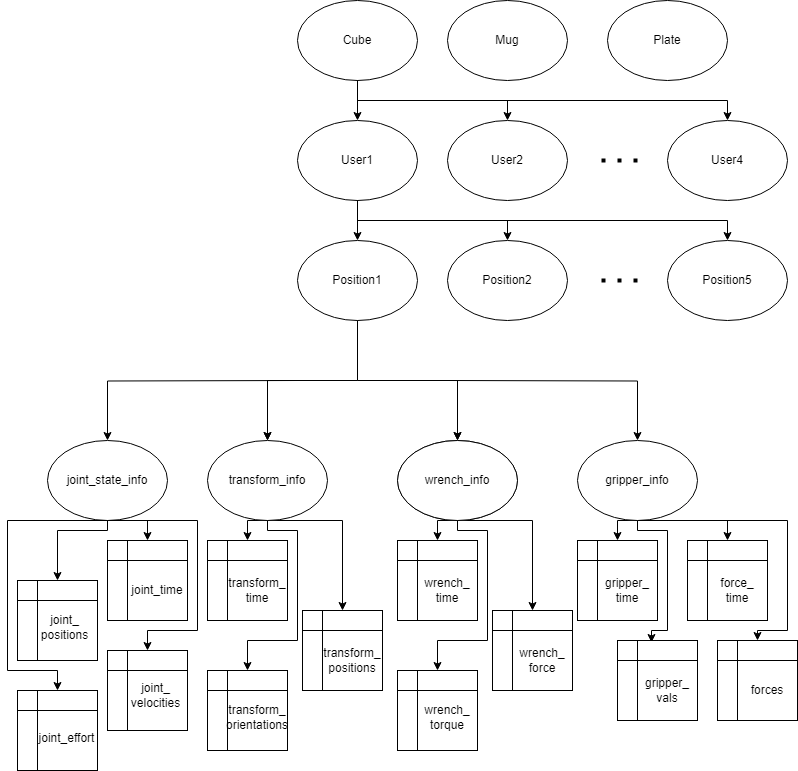 Cube
Mug
Plate
User1
User2
User4
Position1
Position2
Position5
joint_state_info
transform_info
wrench_info
gripper_info
joint_
positions
joint_time
transform_
time
transform_
positions
wrench_
time
wrench_
force
gripper_
time
force_
time
joint_effort
joint_
velocities
transform_
orientations
wrench_
torque
gripper_
vals
forces